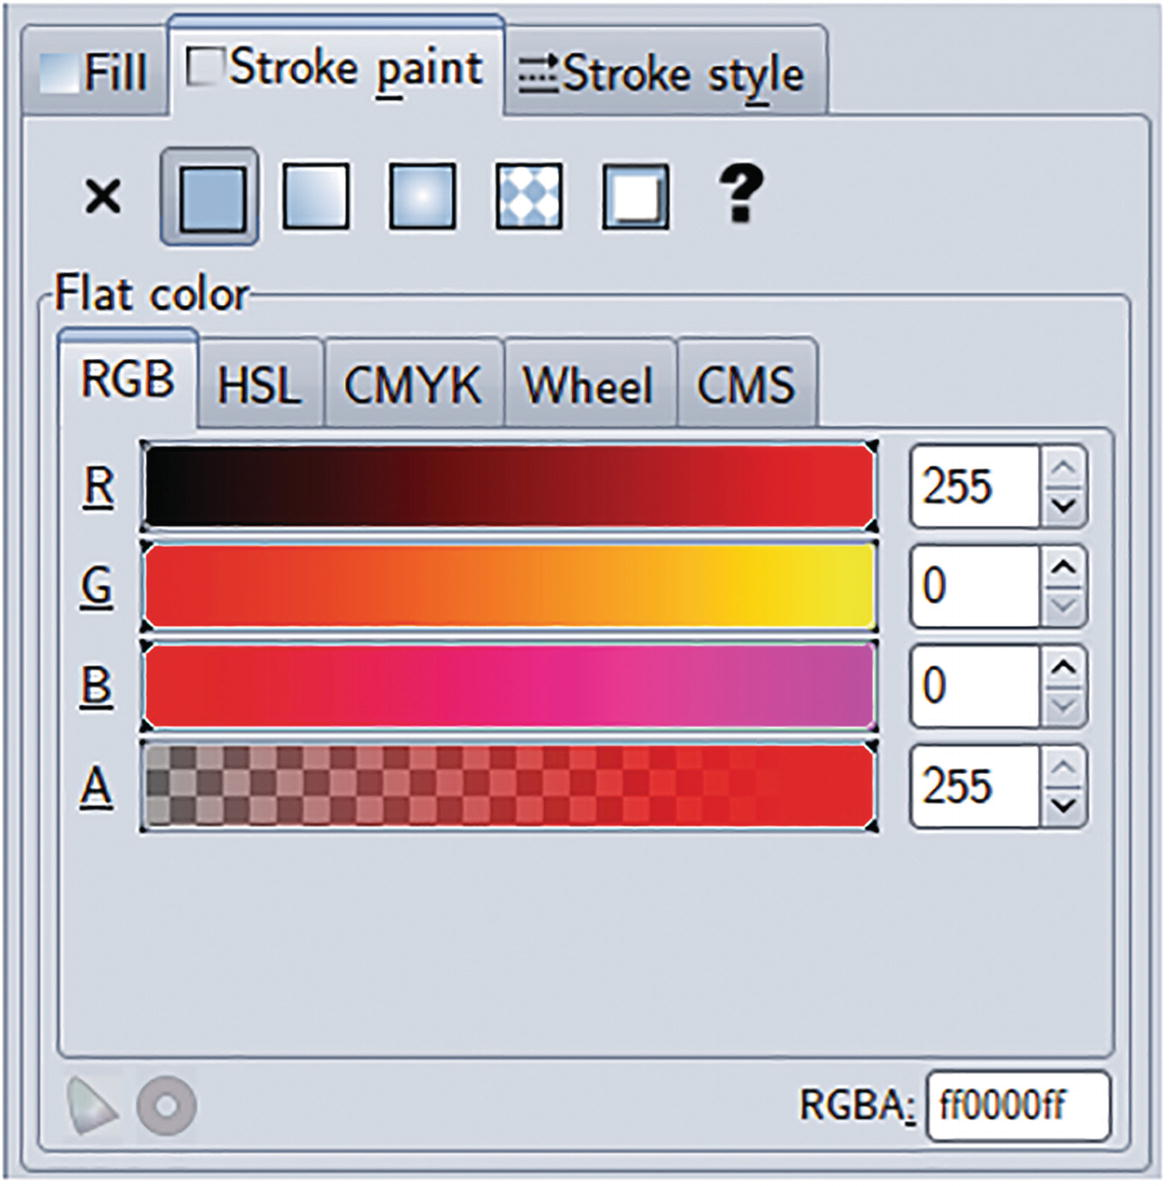 Fill Stroke paint Stroke style
?
Flat color
RGB HSL CMYK Wheel CMS
R 255
G 0
B 0
A 255
RGBA: ff0000ff